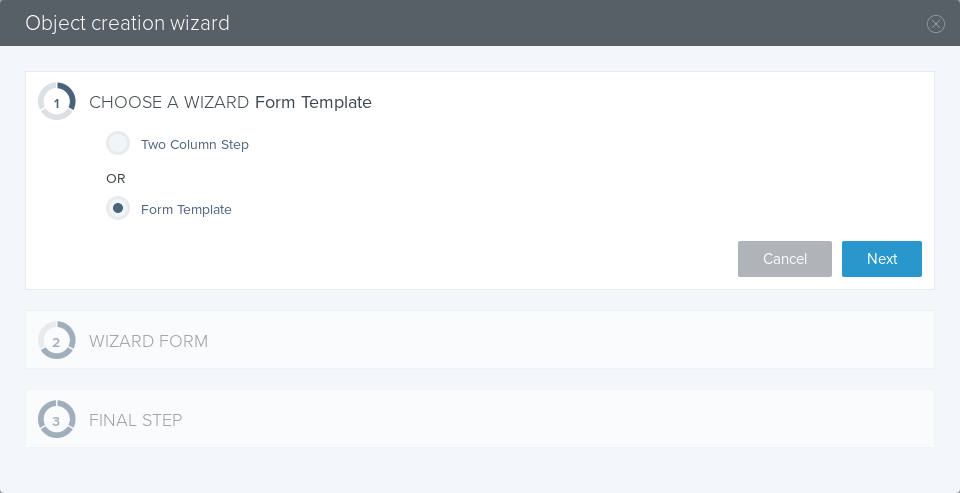 Object creation wizard
1 CHOOSE A WIZARD Form Template
Two Column Step
OR
Form Template
Cancel Next
2 WIZARD FORM
3 FINAL STEP